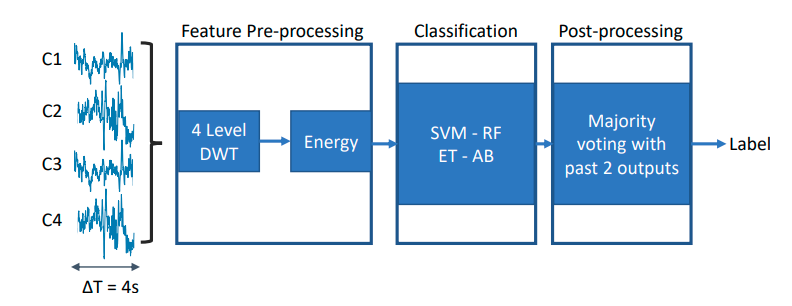 Feature Pre-processing
Classification
Post-processing
C1
C2
C3
C4
4 Level
DWT
Energy
SVM - RF
ET - AB
Majority
voting with
past 2 outputs
Label
ΔT = 4s